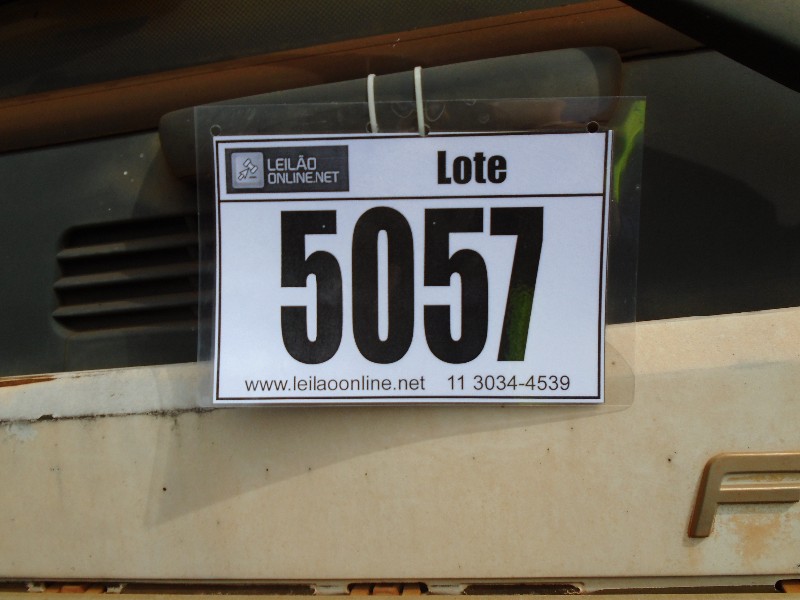 LEILÃO
ONLINE.NET
Lote
5057
www.leilaoonline.net 11 3034-4539
F